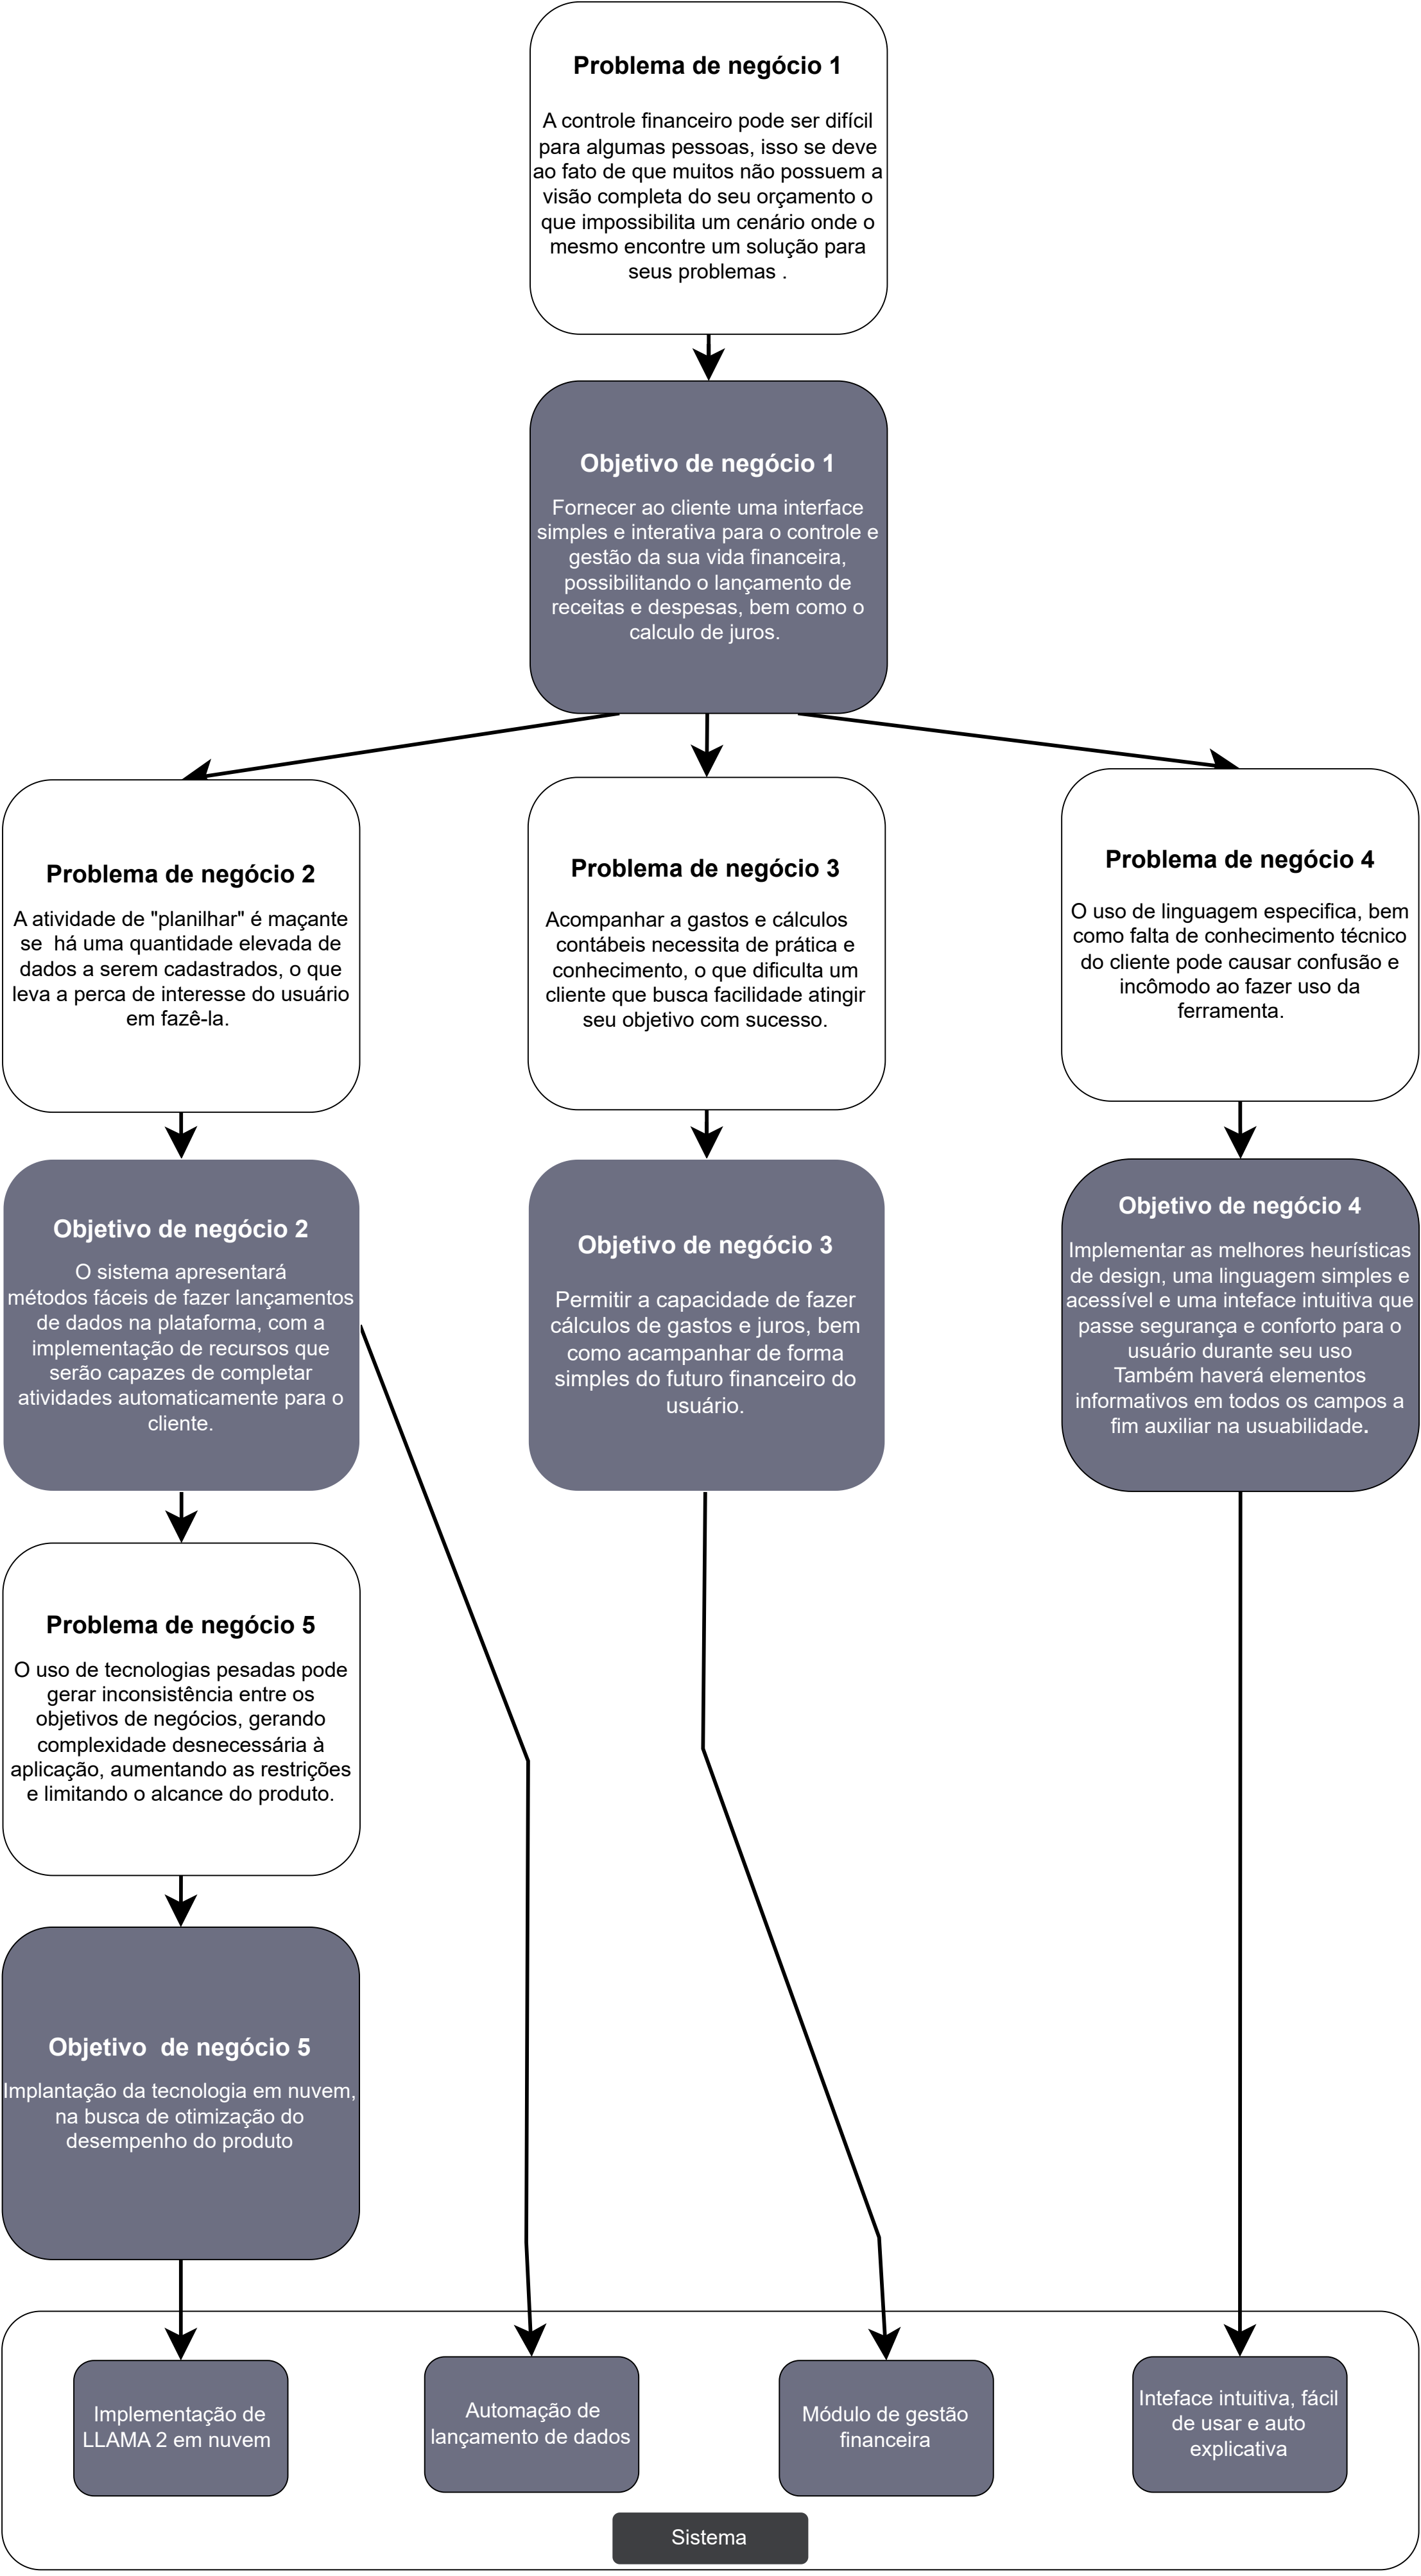 Problema de negócio 1
A controle financeiro pode ser difícil
para algumas pessoas, isso se deve
ao fato de que muitos não possuem a
visão completa do seu orçamento o
que impossibilita um cenário onde o
mesmo encontre um solução para
seus problemas .
Objetivo de negócio 1
Fornecer ao cliente uma interface
simples e interativa para o controle e
gestão da sua vida financeira,
possibilitando o lançamento de
receitas e despesas, bem como o
calculo de juros.
Problema de negócio 2
A atividade de "planilhar" é maçante
se há uma quantidade elevada de
dados a serem cadastrados, o que
leva a perca de interesse do usuário
em fazê-la.
Problema de negócio 3
Acompanhar a gastos e cálculos
contábeis necessita de prática e
conhecimento, o que dificulta um
cliente que busca facilidade atingir
seu objetivo com sucesso.
Problema de negócio 4
O uso de linguagem especifica, bem
como falta de conhecimento técnico
do cliente pode causar confusão e
incômodo ao fazer uso da
ferramenta.
Objetivo de negócio 2
O sistema apresentará
métodos fáceis de fazer lançamentos
de dados na plataforma, com a
implementação de recursos que
serão capazes de completar
atividades automaticamente para o
cliente.
Objetivo de negócio 3
Permitir a capacidade de fazer
cálculos de gastos e juros, bem
como acampanhar de forma
simples do futuro financeiro do
usuário.
Objetivo de negócio 4
Implementar as melhores heurísticas
de design, uma linguagem simples e
acessível e uma inteface intuitiva que
passe segurança e conforto para o
usuário durante seu uso
Também haverá elementos
informativos em todos os campos a
fim auxiliar na usuabilidade.
Problema de negócio 5
O uso de tecnologias pesadas pode
gerar inconsistência entre os
objetivos de negócios, gerando
complexidade desnecessária à
aplicação, aumentando as restrições
e limitando o alcance do produto.
Objetivo de negócio 5
Implantação da tecnologia em nuvem,
na busca de otimização do
desempenho do produto
Implementação de
LLAMA 2 em nuvem
Automação de
lançamento de dados
Módulo de gestão
financeira
Inteface intuitiva, fácil
de usar e auto
explicativa
Sistema